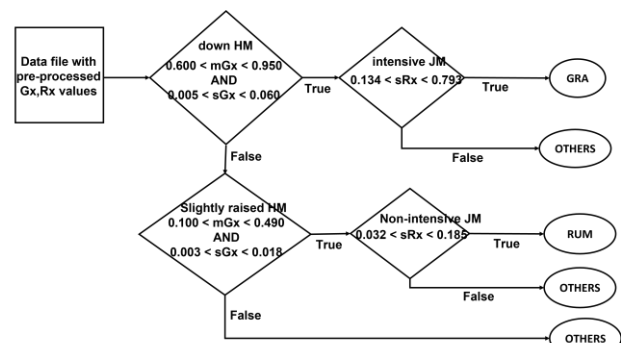 Data file with
pre-processed
Gx,Rx values
down HM
0.600 < mGx < 0.950
AND
0.005 < sGx < 0.060
True
intensive JM
0.134 < sRx < 0.793
True
GRA
False
OTHERS
False
Slightly raised HM
0.100 < mGx < 0.490
AND
0.003 < sGx < 0.018
True
Non-intensive JM
0.032 < sRx < 0.185
True
RUM
False
OTHERS
False
OTHERS